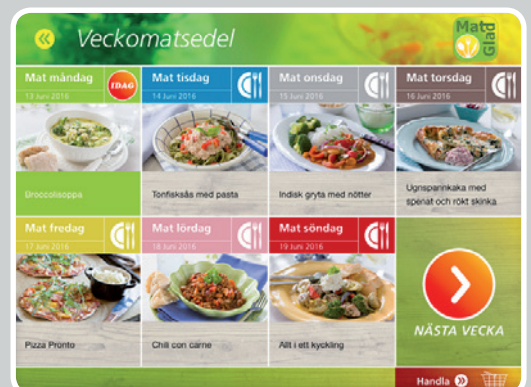 Veckomatsedel
Mat Glad
Mat måndag
13 Juni 2016
IDAG
Mat tisdag
14 Juni 2016
Mat onsdag
15 Juni 2016
Mat torsdag
16 Juni 2016
Broccolisoppa
Tonfisksås med pasta
Indisk gryta med nötter
Ugnspannkaka med
spenat och rökt skinka
Mat fredag
17 Juni 2016
Mat lördag
18 Juni 2016
Mat söndag
19 Juni 2016
NÄSTA VECKA
Pizza Pronto
Chili con carne
Allt i ett kyckling
Handla